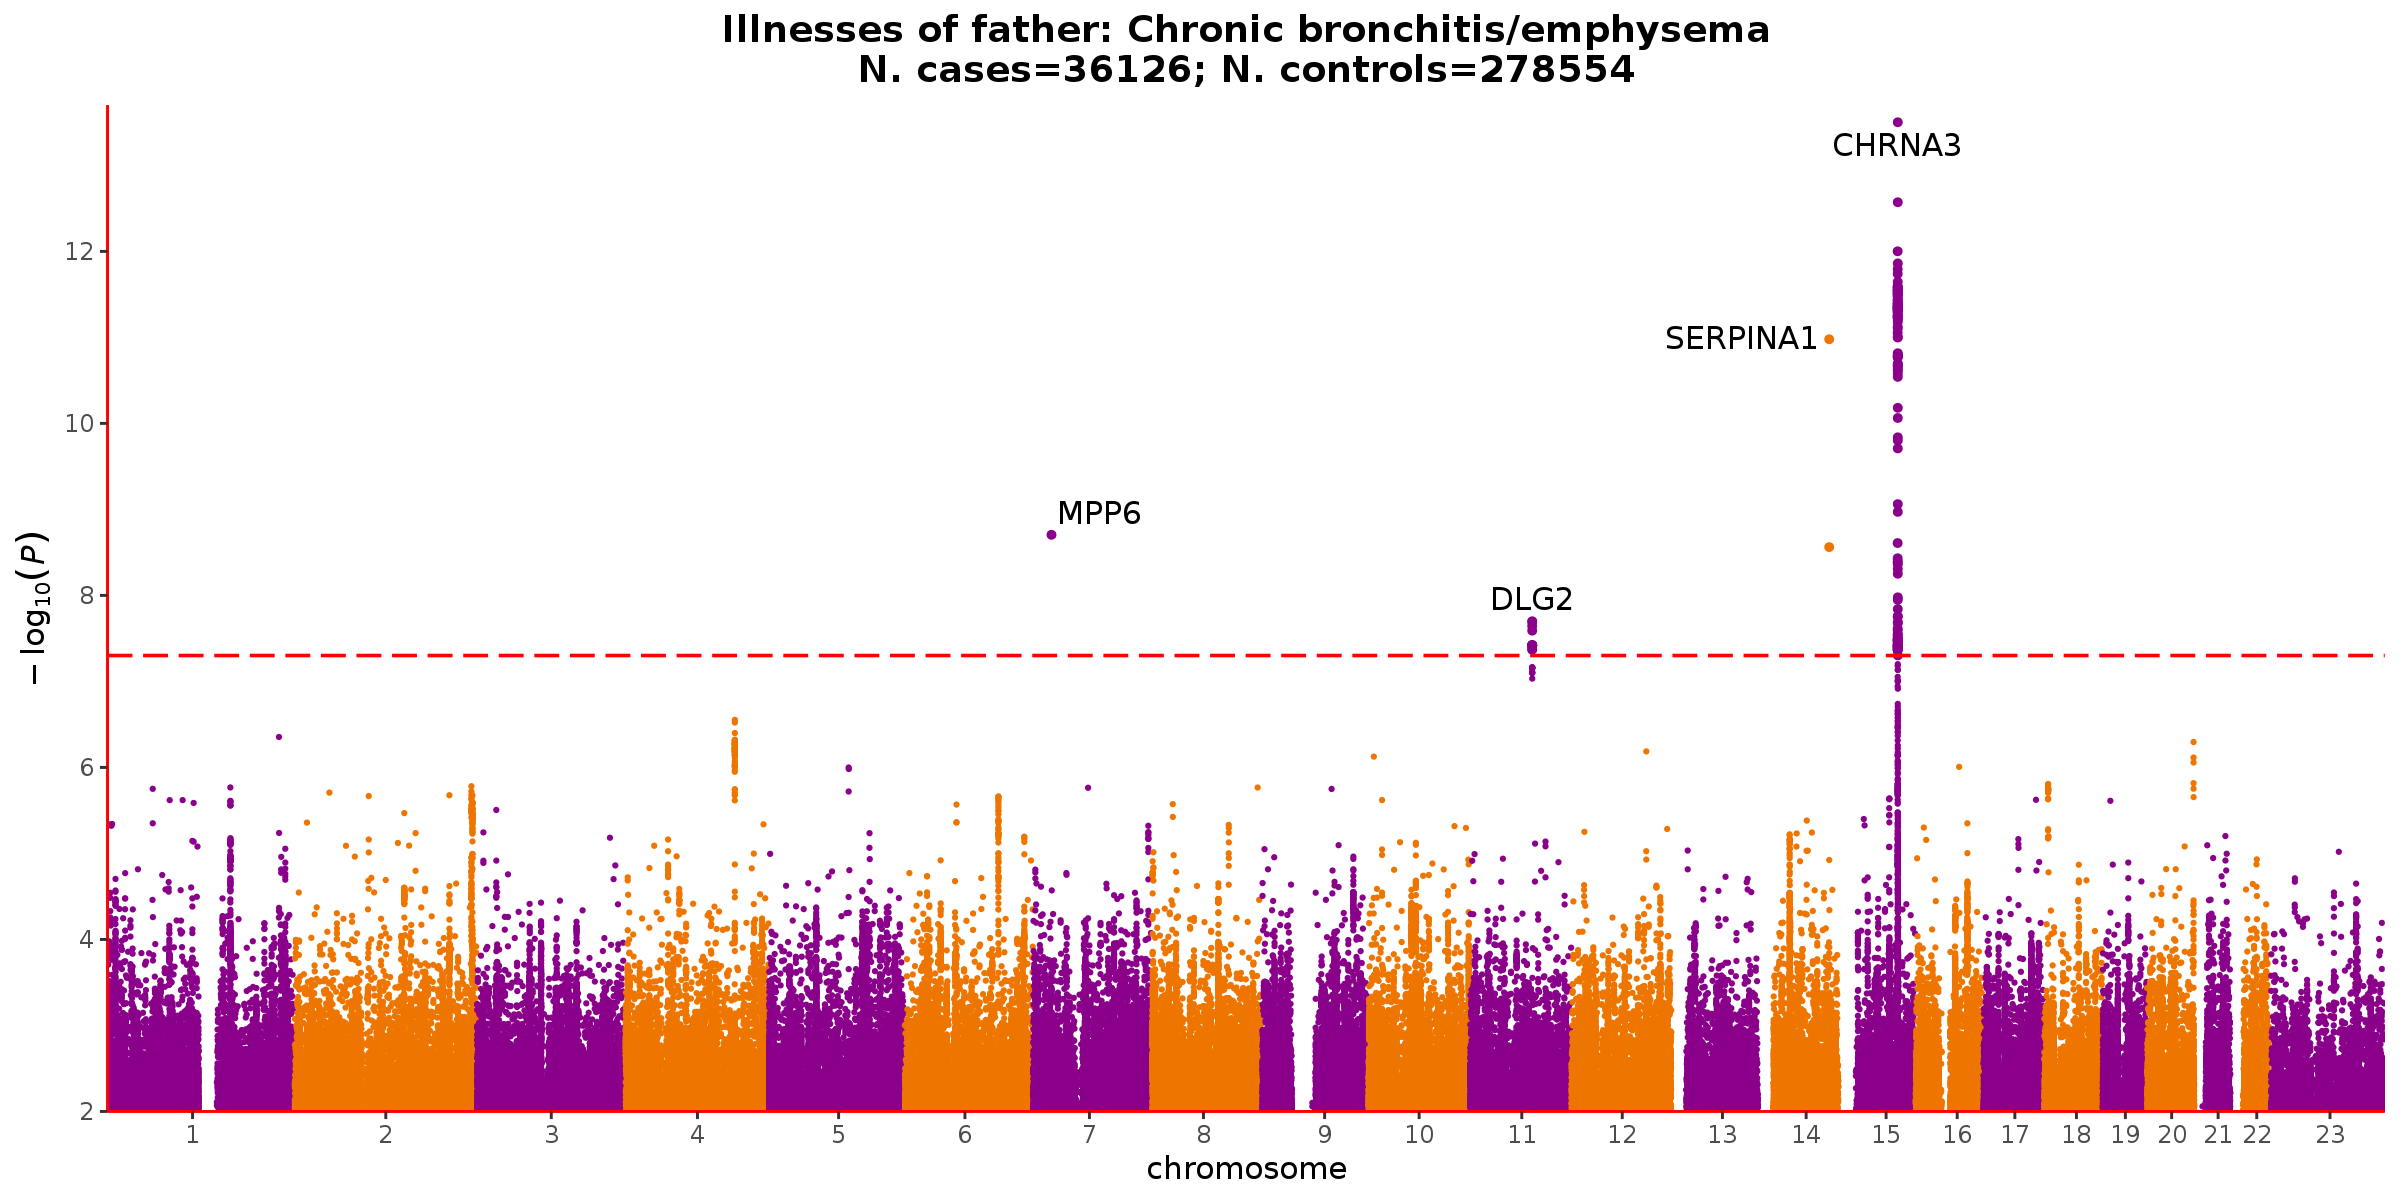 Illnesses of father: Chronic bronchitis/emphysema
N. cases=36126; N. controls=278554
CHRNA3
SERPINA1
MPP6
DLG2
12
10
8
6
4
2
−log10(P)
1 2 3 4 5 6 7 8 9 10 11 12 13 14 15 16 17 18 19 20 21 22 23
chromosome